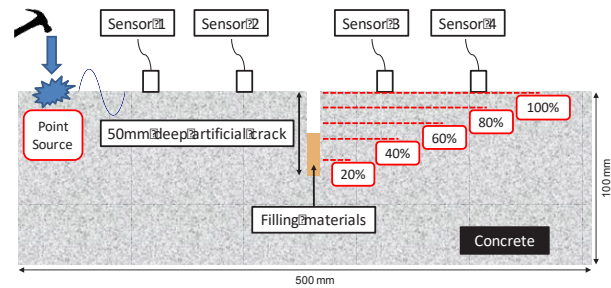 Sensor 1
Sensor 2
Sensor 3
Sensor 4
Point
Source
50mm deep artificial crack
100%
80%
60%
40%
20%
Filling materials
Concrete
100 mm
500 mm